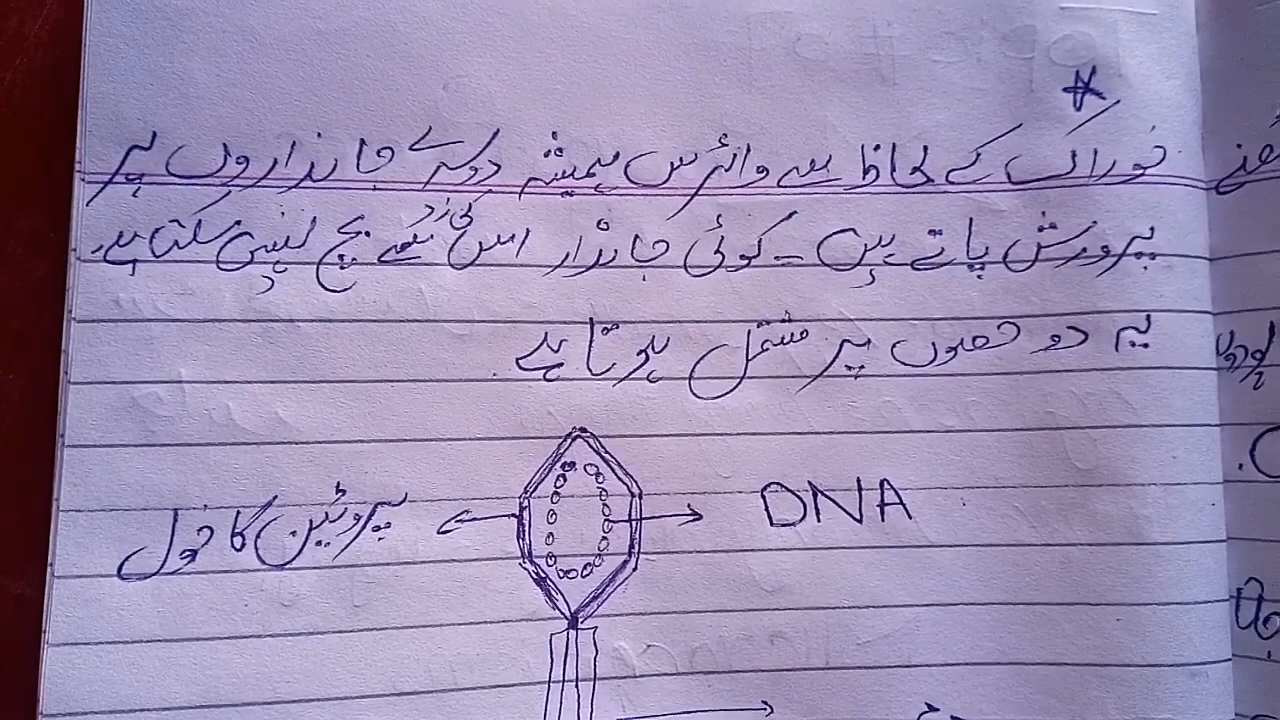 خوراک کے لحاظ سے وائرس ہمیشہ دوسرے جانداروں پر
پرورش پاتے ہیں - کوئی جاندار اس کی زد سے بچ نہیں سکتا ہے۔
یہ دو حصوں پر مشتمل ہوتا ہے
DNA
پروٹین کا خول